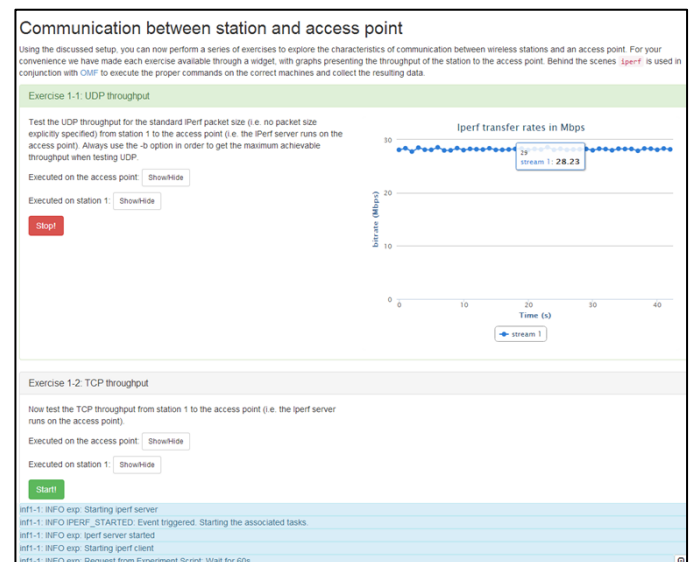 Communication between station and access point
Using the discussed setup, you can now perform a series of exercises to explore the characteristics of communication between wireless stations and an access point. For your
convenience we have made each exercise available through a widget, with graphs presenting the throughput of the station to the access point. Behind the scenes iperf is used in
conjunction with OMF to execute the proper commands on the correct machines and collect the resulting data.
Exercise 1-1: UDP throughput
Test the UDP throughput for the standard IPerf packet size (i.e. no packet size
explicitly specified) from station 1 to the access point (i.e. the IPerf server runs on the
access point). Always use the -b option in order to get the maximum achievable
throughput when testing UDP.
Executed on the access point: Show/Hide
Executed on station 1: Show/Hide
Stop!
Iperf transfer rates in Mbps
30
20
10
0
bitrate (Mbps)
29
stream 1: 28.23
0 10 20 30 40
Time (s)
stream 1
Exercise 1-2: TCP throughput
Now test the TCP throughput from station 1 to the access point (i.e. the Iperf server
runs on the access point).
Executed on the access point: Show/Hide
Executed on station 1: Show/Hide
Start!
inf1-1: INFO exp: Starting iperf server
inf1-1: INFO IPERF_STARTED: Event triggered. Starting the associated tasks.
inf1-1: INFO exp: Iperf server started
inf1-1: INFO exp: Starting iperf client
inf1-1: INFO exp: Request from Experiment Script: Wait for 60s